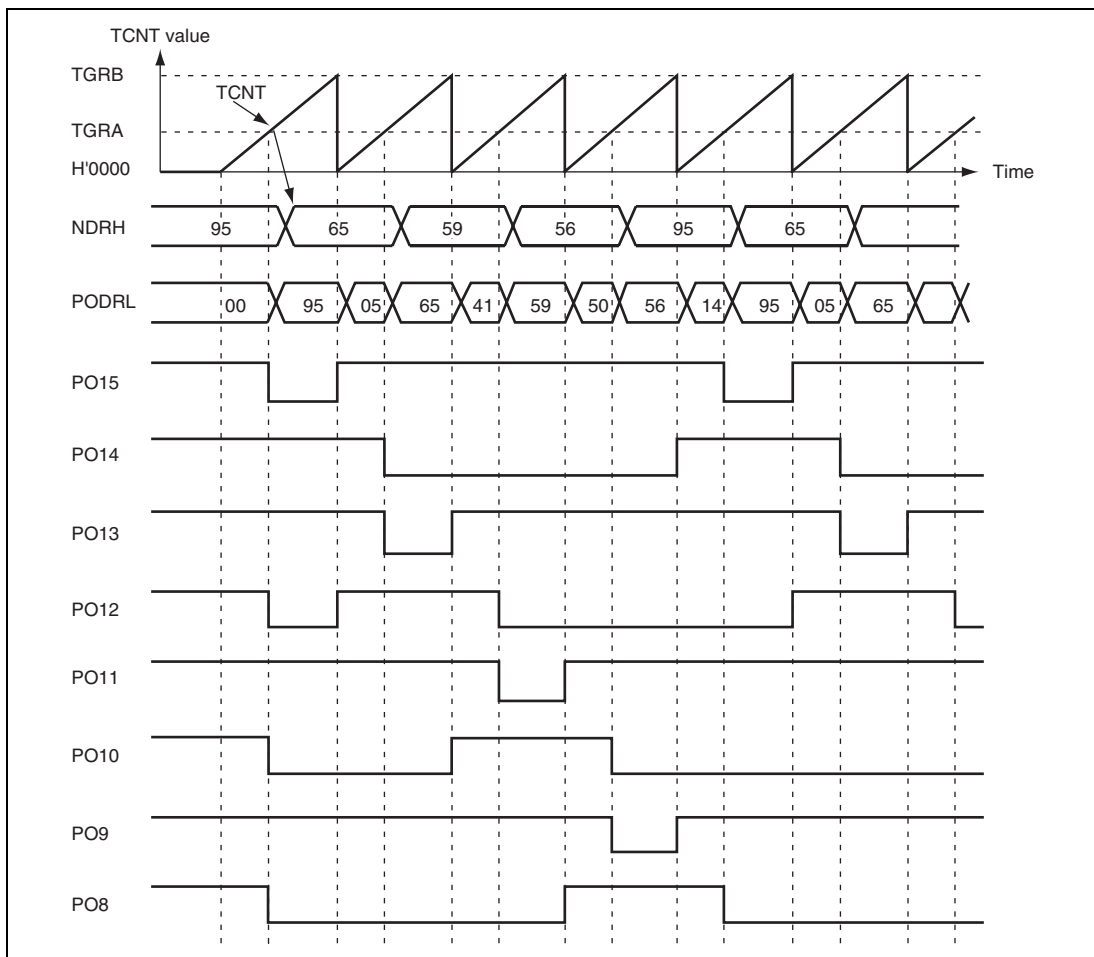 TCNT value
TGRB
TCNT
TGRA
H'0000
Time
NDRH 95 65 59 56 95 65
PODRL 00 95 05 65 41 59 50 56 14 95 05 65
PO15
PO14
PO13
PO12
PO11
PO10
PO9
PO8